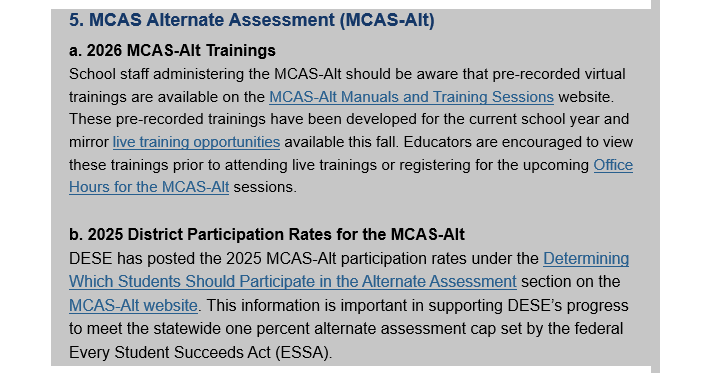 5. MCAS Alternate Assessment (MCAS-Alt)
a. 2026 MCAS-Alt Trainings
School staff administering the MCAS-Alt should be aware that pre-recorded virtual
trainings are available on the MCAS-Alt Manuals and Training Sessions website.
These pre-recorded trainings have been developed for the current school year and
mirror live training opportunities available this fall. Educators are encouraged to view
these trainings prior to attending live trainings or registering for the upcoming Office
Hours for the MCAS-Alt sessions.
b. 2025 District Participation Rates for the MCAS-Alt
DESE has posted the 2025 MCAS-Alt participation rates under the Determining
Which Students Should Participate in the Alternate Assessment section on the
MCAS-Alt website. This information is important in supporting DESE’s progress
to meet the statewide one percent alternate assessment cap set by the federal
Every Student Succeeds Act (ESSA).